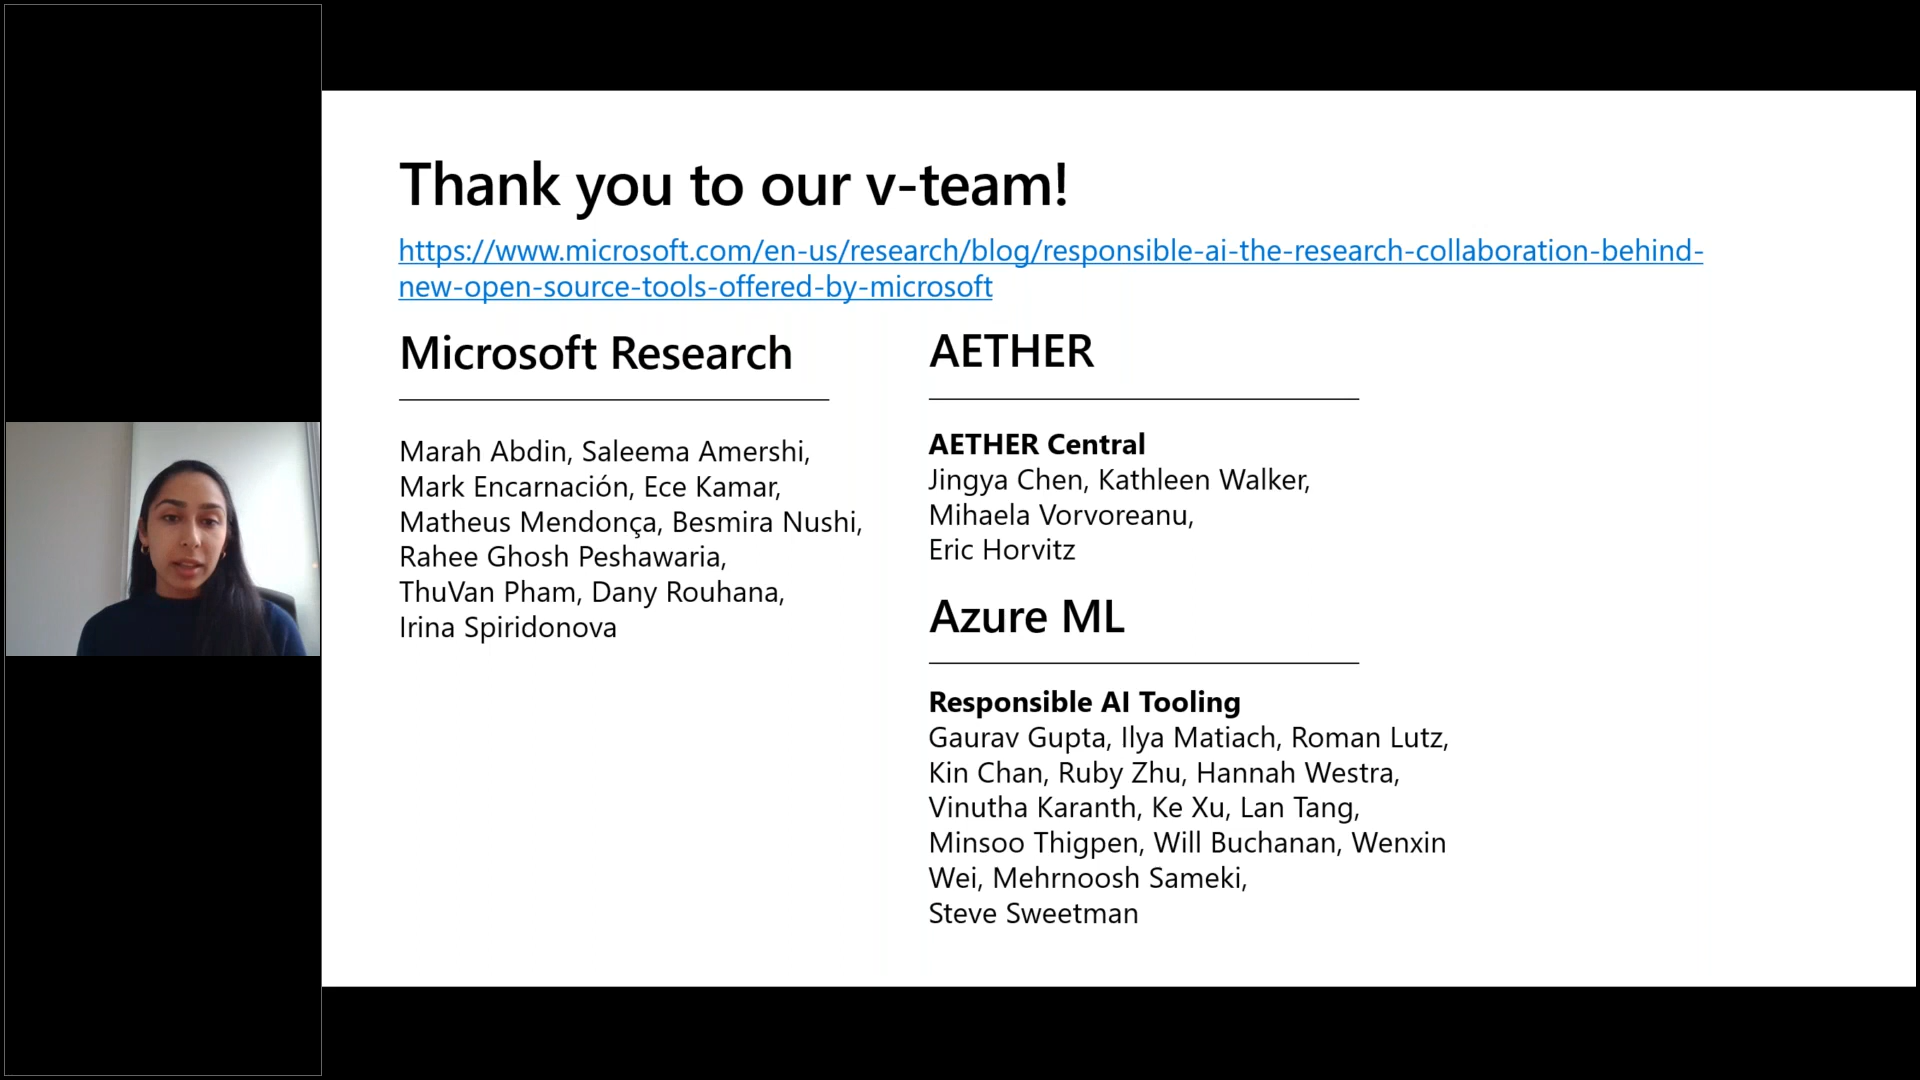 Thank you to our v-team!
https://www.microsoft.com/en-us/research/blog/responsible-ai-the-research-collaboration-behind-
new-open-source-tools-offered-by-microsoft
Microsoft Research
Marah Abdin, Saleema Amershi,
Mark Encarnación, Ece Kamar,
Matheus Mendonça, Besmira Nushi,
Rahee Ghosh Peshawaria,
ThuVan Pham, Dany Rouhana,
Irina Spiridonova
AETHER
AETHER Central
Jingya Chen, Kathleen Walker,
Mihaela Vorvoreanu,
Eric Horvitz
Azure ML
Responsible AI Tooling
Gaurav Gupta, Ilya Matiach, Roman Lutz,
Kin Chan, Ruby Zhu, Hannah Westra,
Vinutha Karanth, Ke Xu, Lan Tang,
Minsoo Thigpen, Will Buchanan, Wenxin
Wei, Mehrnoosh Sameki,
Steve Sweetman